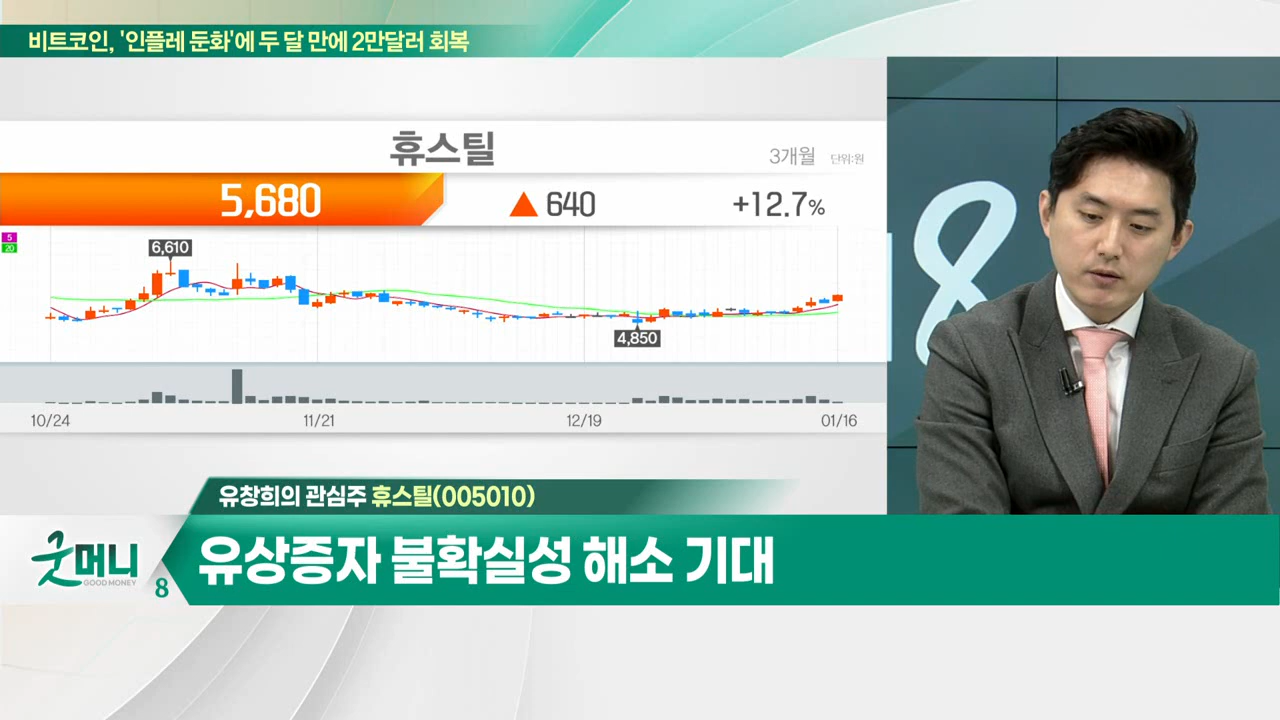 비트코인, '인플레 둔화'에 두 달 만에 2만달러 회복
휴스틸
3개월 단위:원
5,680 ▲ 640 +12.7%
5
20
6,610
4,850
10/24 11/21 12/19 01/16
8
유창희의 관심주 휴스틸(005010)
굿머니
GOOD MONEY
8
유상증자 불확실성 해소 기대